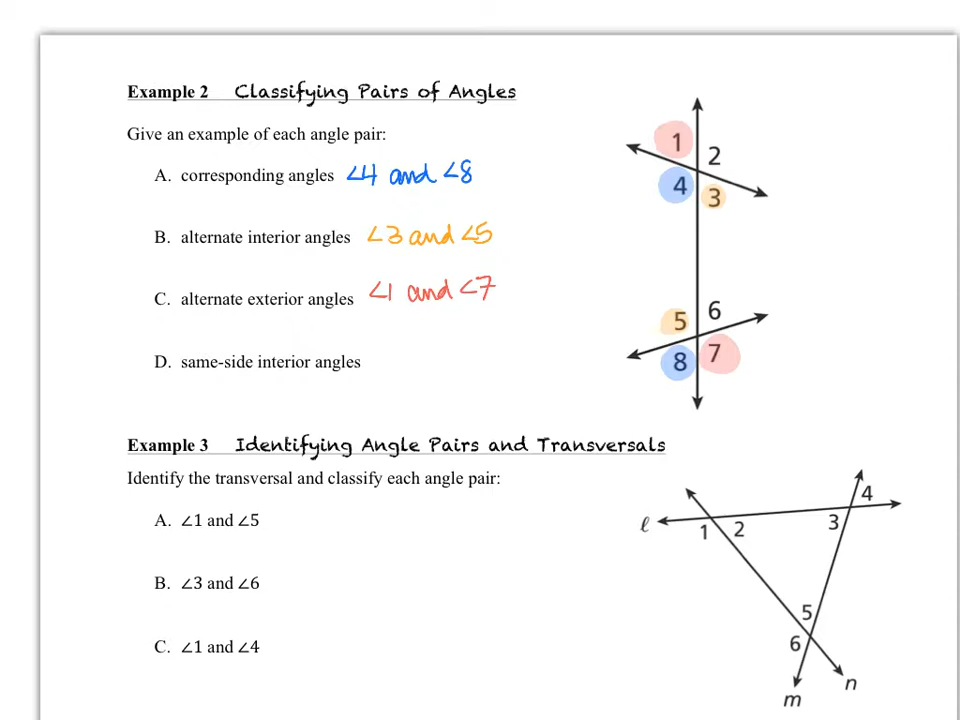 Example 2 Classifying Pairs of Angles
Give an example of each angle pair:
A. corresponding angles ∠4 and ∠8
B. alternate interior angles ∠3 and ∠5
C. alternate exterior angles ∠1 and ∠7
D. same-side interior angles
1
2
4
3
5
6
8
7
Example 3 Identifying Angle Pairs and Transversals
Identify the transversal and classify each angle pair:
A. ∠1 and ∠5
B. ∠3 and ∠6
C. ∠1 and ∠4
4
ℓ
1
2
3
5
6
n
m